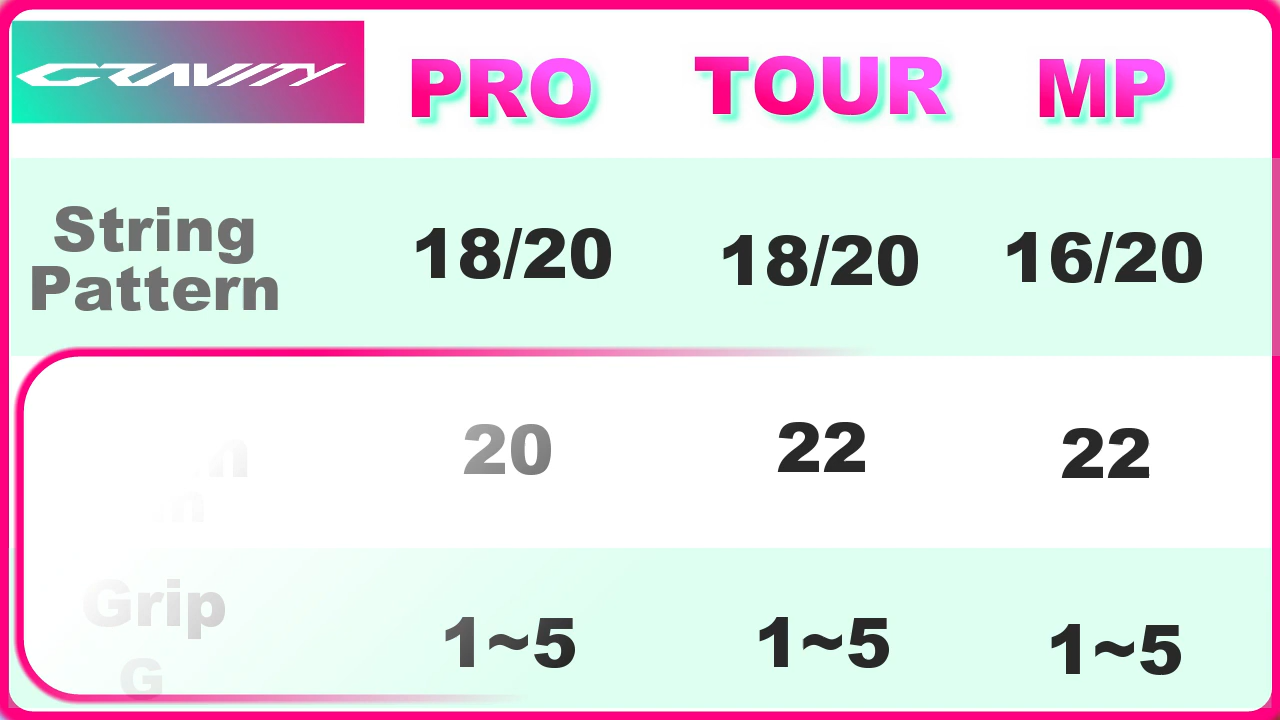 GRAVITY PRO TOUR MP
String
Pattern
18/20 18/20 16/20
20 22 22
Grip
G
1~5 1~5 1~5